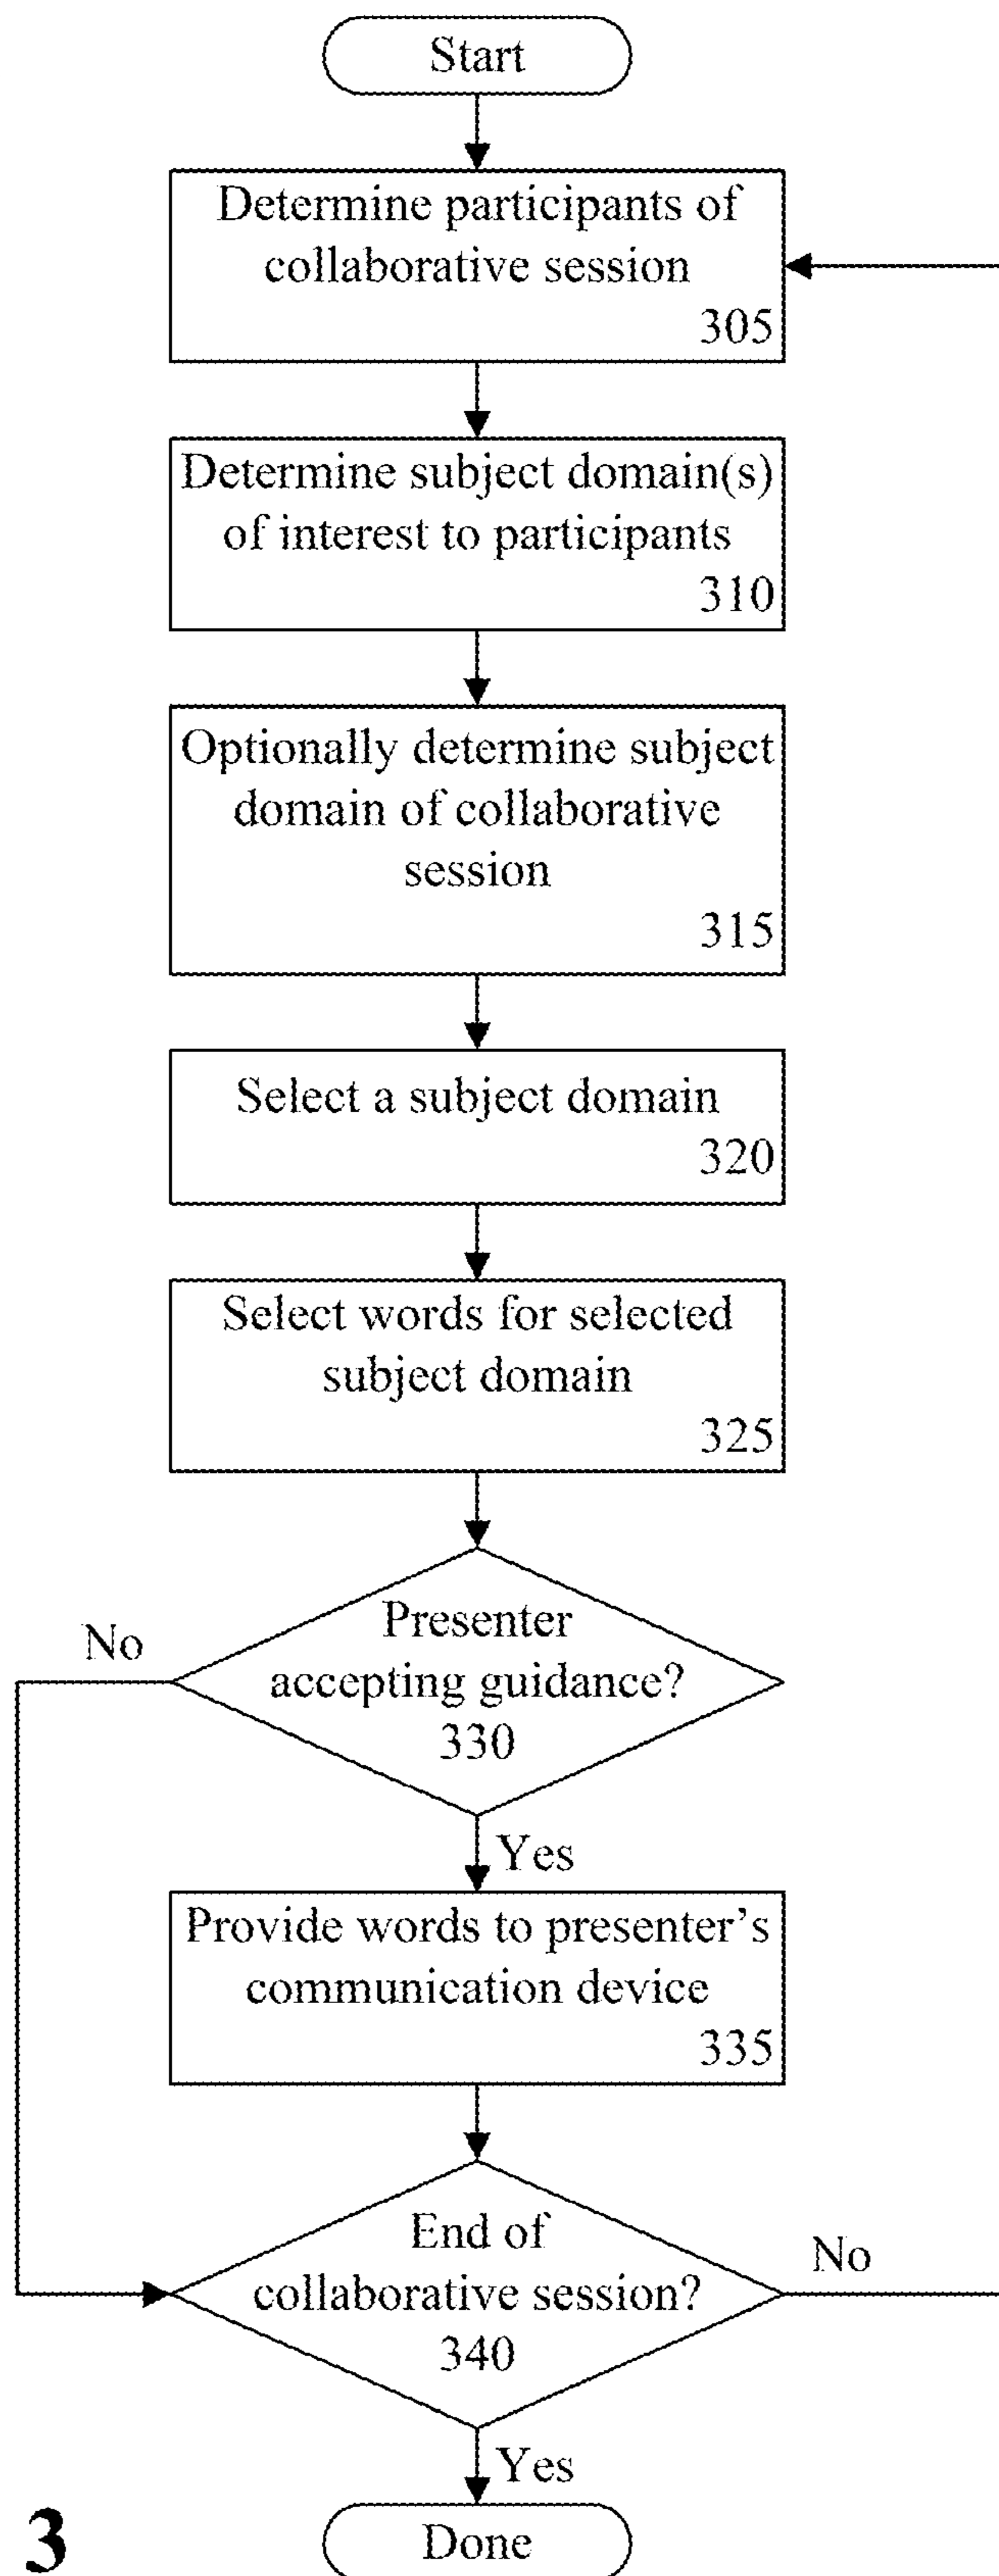 Start
Determine participants of
collaborative session
305
Determine subject domain(s)
of interest to participants
310
Optionally determine subject
domain of collaborative
session
315
Select a subject domain
320
Select words for selected
subject domain
325
Presenter
accepting guidance?
330
No
Yes
Provide words to presenter's
communication device
335
End of
collaborative session?
340
No
Yes
Done
3